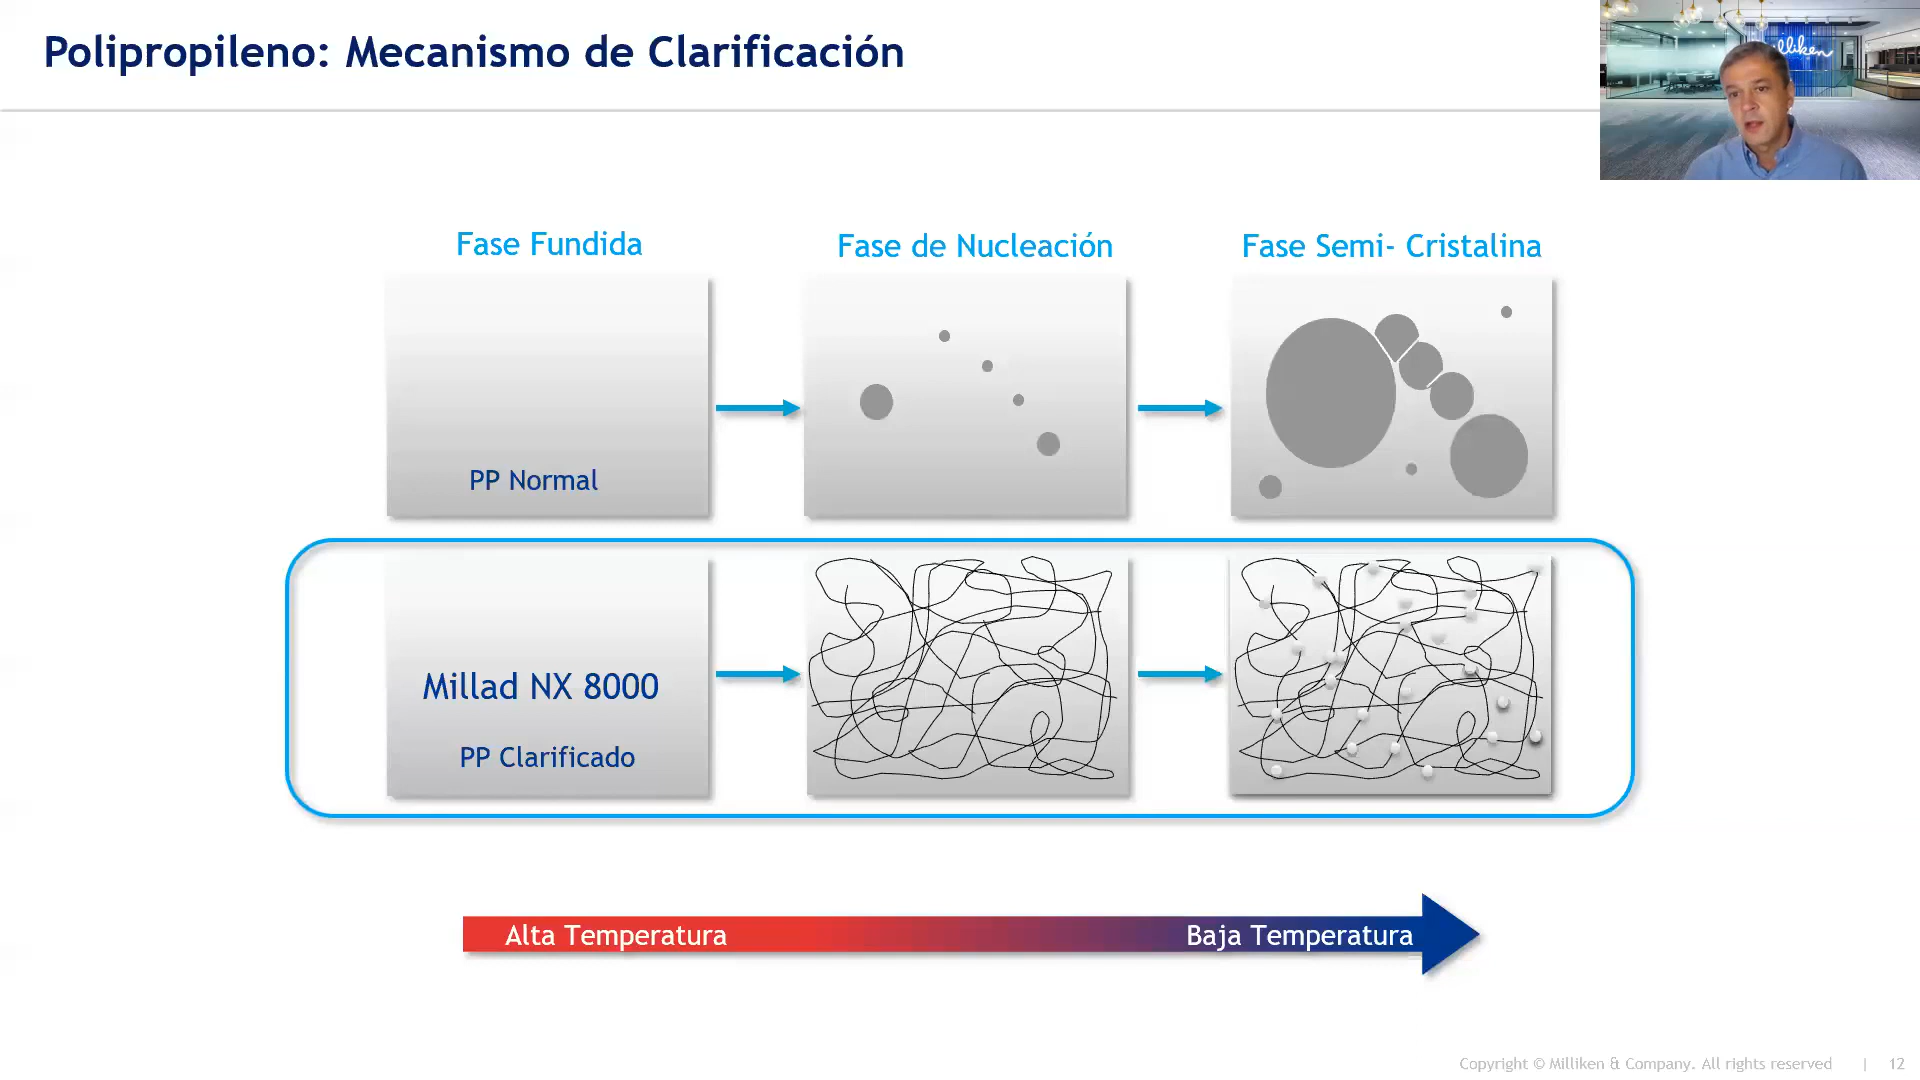 Polipropileno: Mecanismo de Clarificación
Milliken
Fase Fundida
Fase de Nucleación
Fase Semi- Cristalina
PP Normal
Millad NX 8000
PP Clarificado
Alta Temperatura
Baja Temperatura
Copyright © Milliken & Company. All rights reserved | 12